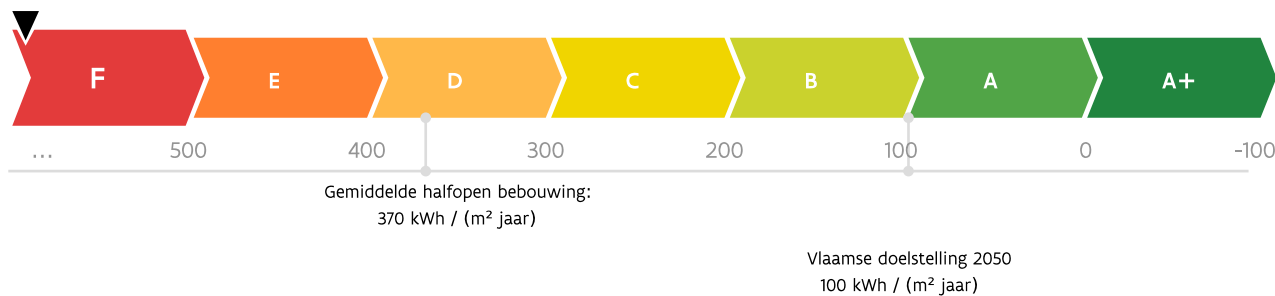 F E D C B A A+
... 500 400 300 200 100 0 -100
Gemiddelde halfopen bebouwing:
370 kWh / (m² jaar)
Vlaamse doelstelling 2050
100 kWh / (m² jaar)